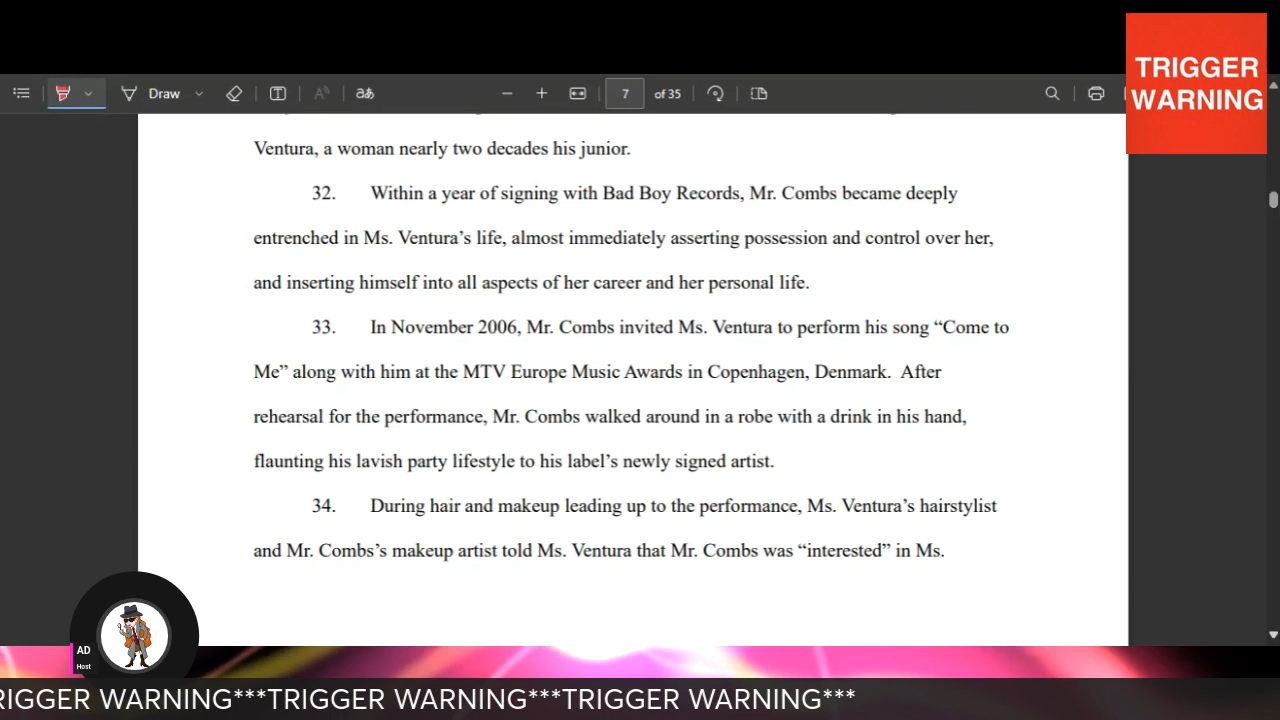 TRIGGER
WARNING
Draw
aあ
7 of 35
Ventura, a woman nearly two decades his junior.
32. Within a year of signing with Bad Boy Records, Mr. Combs became deeply
entrenched in Ms. Ventura’s life, almost immediately asserting possession and control over her,
and inserting himself into all aspects of her career and her personal life.
33. In November 2006, Mr. Combs invited Ms. Ventura to perform his song “Come to
Me” along with him at the MTV Europe Music Awards in Copenhagen, Denmark. After
rehearsal for the performance, Mr. Combs walked around in a robe with a drink in his hand,
flaunting his lavish party lifestyle to his label’s newly signed artist.
34. During hair and makeup leading up to the performance, Ms. Ventura’s hairstylist
and Mr. Combs’s makeup artist told Ms. Ventura that Mr. Combs was “interested” in Ms.
AD
Host
RIGGER WARNING***TRIGGER WARNING***TRIGGER WARNING***